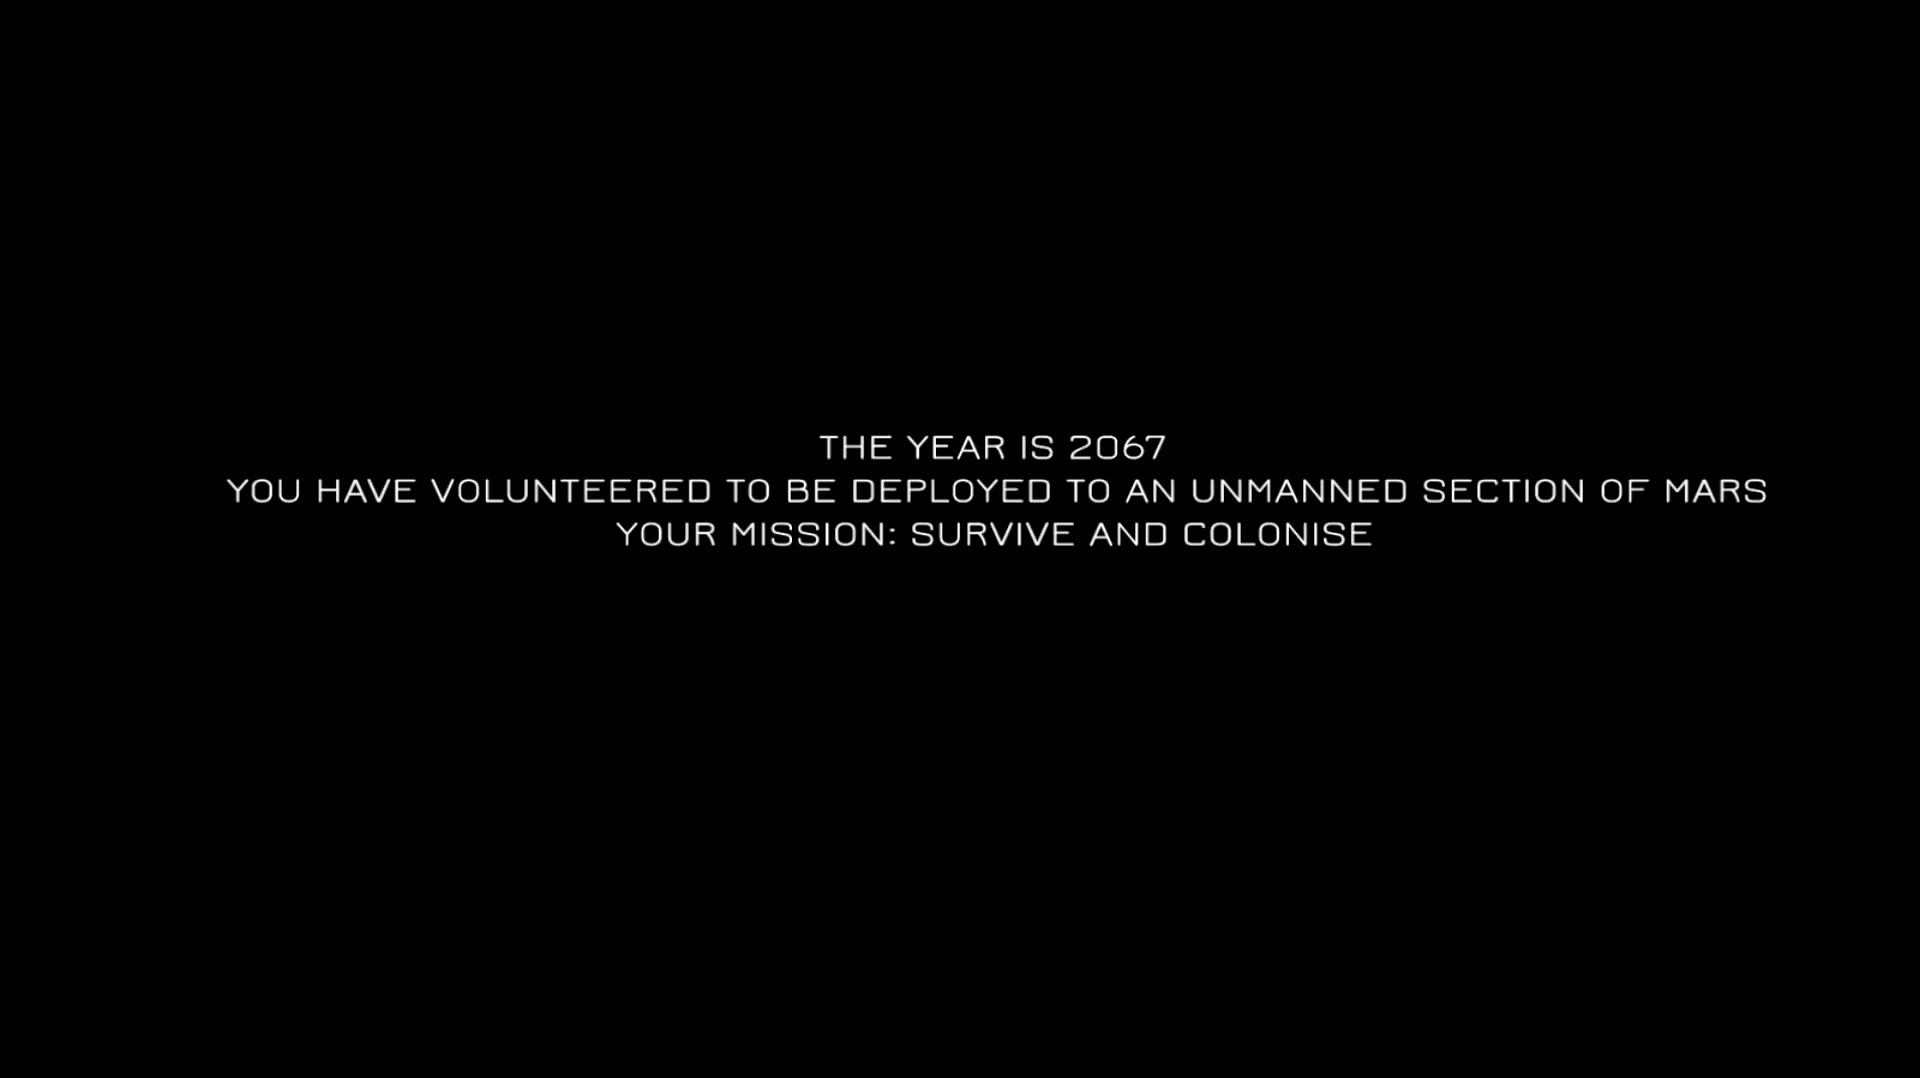 THE YEAR IS 2067
YOU HAVE VOLUNTEERED TO BE DEPLOYED TO AN UNMANNED SECTION OF MARS
YOUR MISSION: SURVIVE AND COLONISE